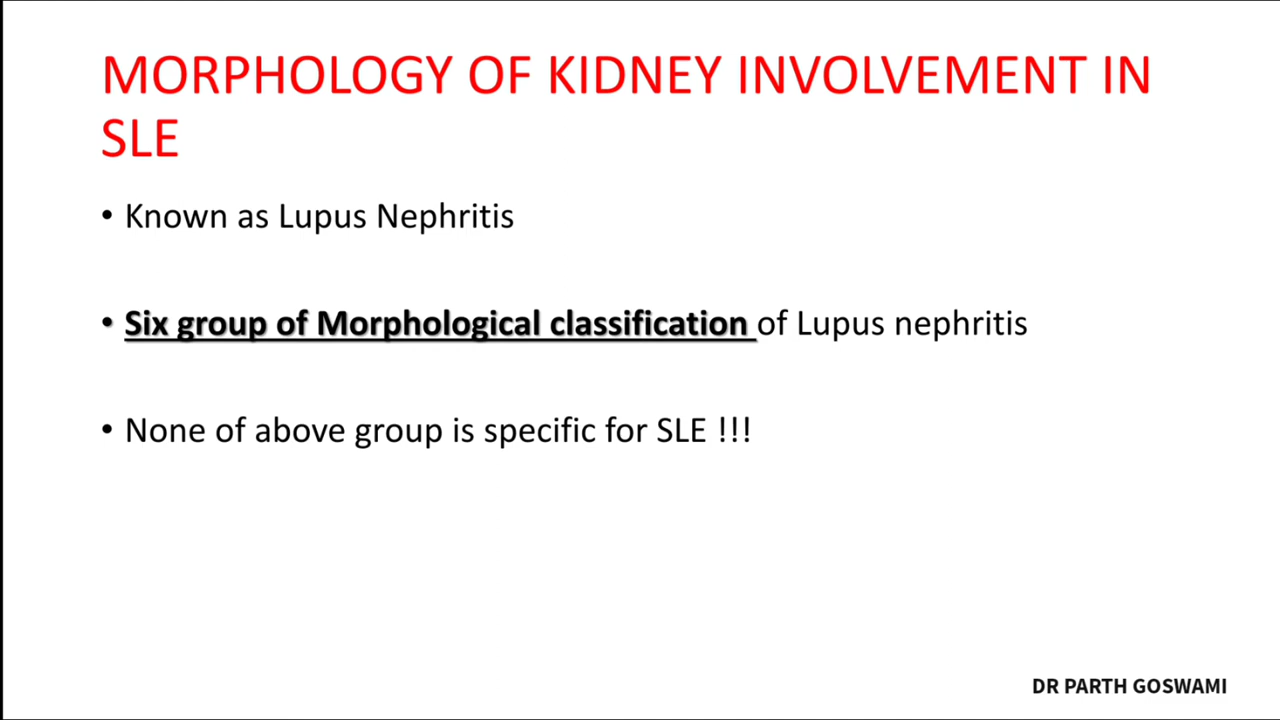 MORPHOLOGY OF KIDNEY INVOLVEMENT IN
SLE
• Known as Lupus Nephritis
• Six group of Morphological classification of Lupus nephritis
• None of above group is specific for SLE !!!
DR PARTH GOSWAMI